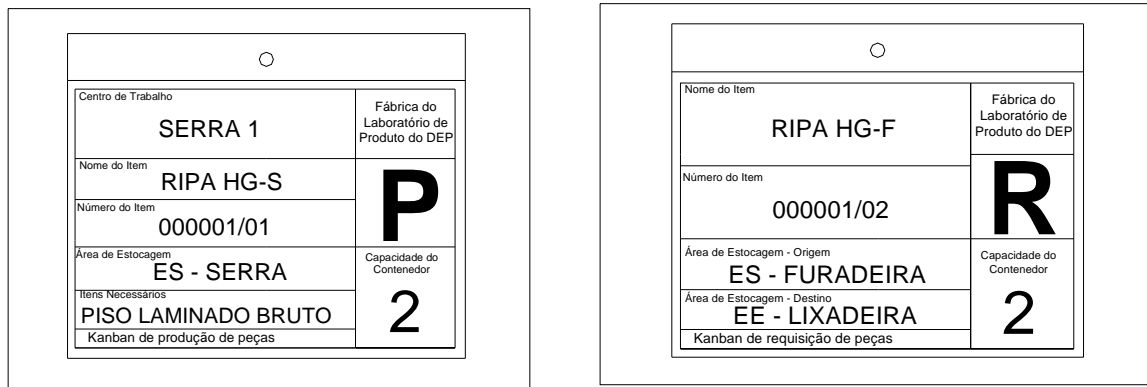 Centro de Trabalho
SERRA 1
Fábrica do
Laboratório de
Produto do DEP
Nome do Item
RIPA HG-S
P
Número do Item
000001/01
Área de Estocagem
ES - SERRA
Capacidade do
Contenedor
2
Itens Necessários
PISO LAMINADO BRUTO
Kanban de produção de peças
Nome do Item
RIPA HG-F
Fábrica do
Laboratório de
Produto do DEP
R
Número do Item
000001/02
Área de Estocagem - Origem
ES - FURADEIRA
Capacidade do
Contenedor
2
Área de Estocagem - Destino
EE - LIXADEIRA
Kanban de requisição de peças